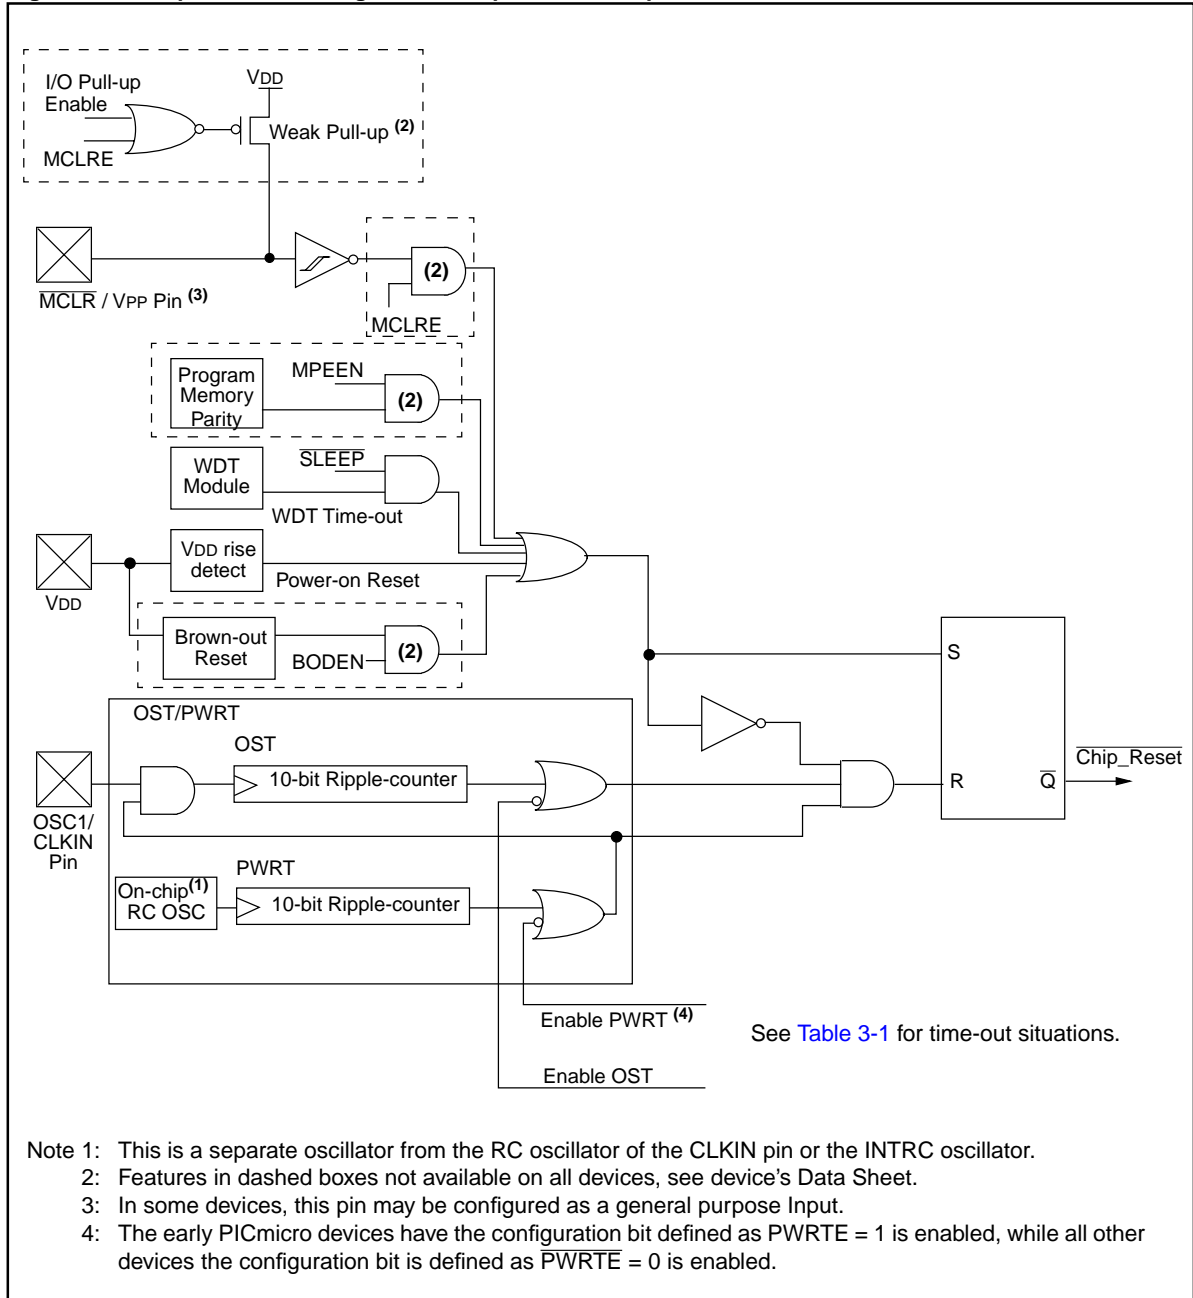 I/O Pull-up
Enable
MCLRE
VDD
Weak Pull-up (2)
MCLR / VPP Pin (3)
(2)
MCLRE
Program
Memory
Parity
MPEEN
(2)
WDT
Module
SLEEP
WDT Time-out
VDD
VDD rise
detect
Power-on Reset
Brown-out
Reset
BODEN
(2)
OST/PWRT
OST
10-bit Ripple-counter
OSC1/
CLKIN
Pin
PWRT
On-chip(1)
RC OSC
10-bit Ripple-counter
S
R
Q
Chip_Reset
Enable PWRT (4)
Enable OST
See Table 3-1 for time-out situations.
Note 1: This is a separate oscillator from the RC oscillator of the CLKIN pin or the INTRC oscillator.
2: Features in dashed boxes not available on all devices, see device's Data Sheet.
3: In some devices, this pin may be configured as a general purpose Input.
4: The early PICmicro devices have the configuration bit defined as PWRTE = 1 is enabled, while all other
devices the configuration bit is defined as PWRTE = 0 is enabled.